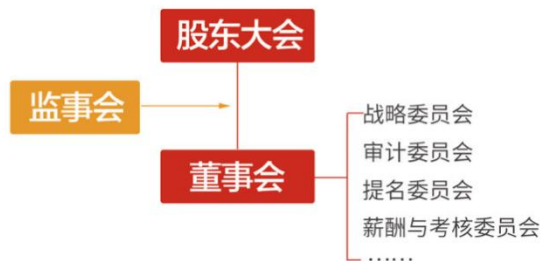 股东大会
监事会
董事会
战略委员会
审计委员会
提名委员会
薪酬与考核委员会
……